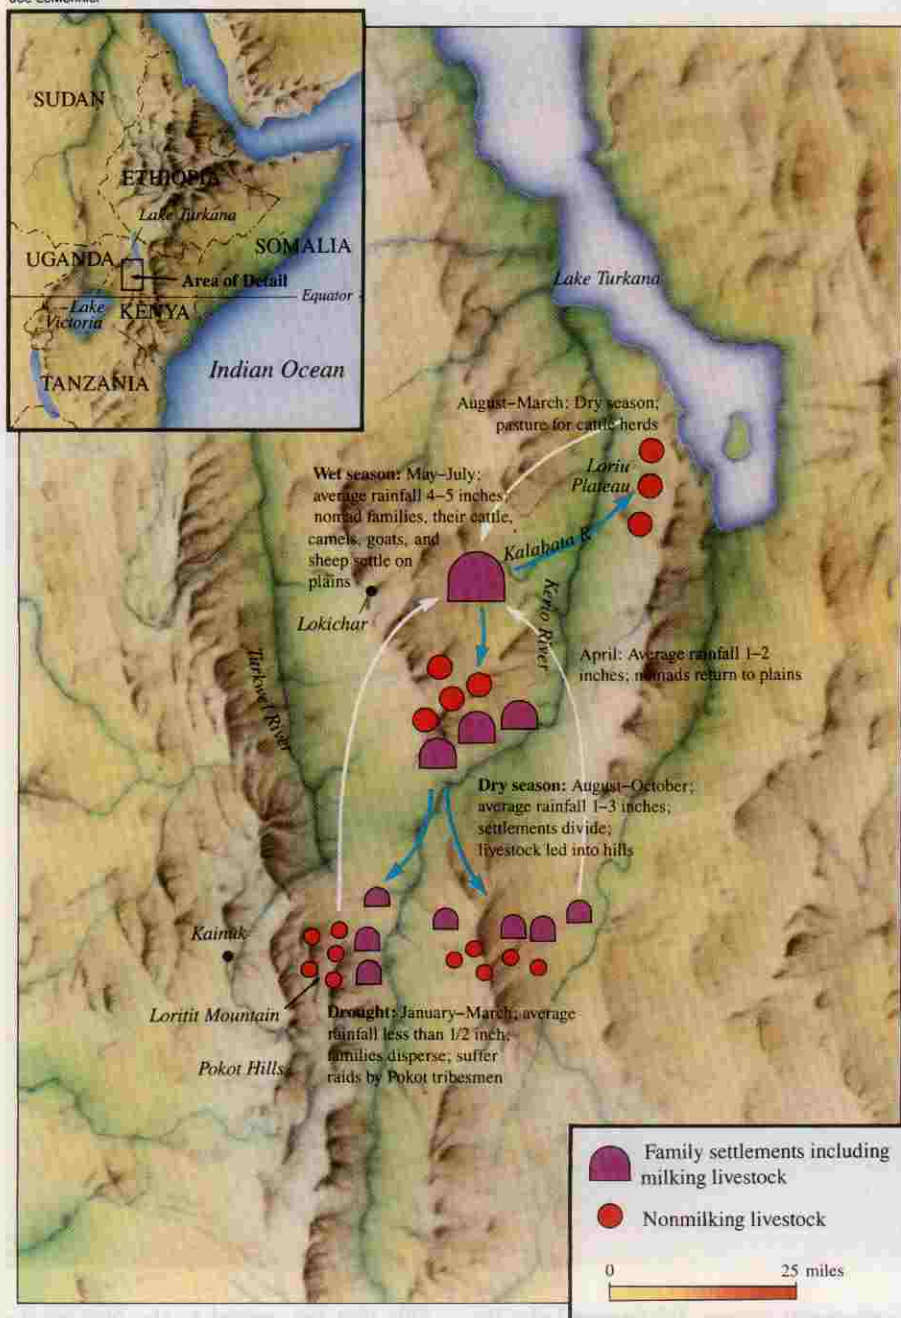 SUDAN
ETHIOPIA
Lake Turkana
SOMALIA
UGANDA
Area of Detail
Equator
Lake
Victoria
KENYA
TANZANIA
Indian Ocean
Lake Turkana
August–March: Dry season;
pasture for cattle herds
Loriu
Plateau
Wet season: May–July;
average rainfall 4–5 inches;
nomad families, their cattle,
camels, goats, and
sheep settle on
plains
Kalabata R
Lokichar
Kerio River
Turkwel River
April: Average rainfall 1–2
inches; nomads return to plains
Dry season: August–October;
average rainfall 1–3 inches;
settlements divide;
livestock led into hills
Kainuk
Loritit Mountain
Pokot Hills
Drought: January–March; average
rainfall less than 1/2 inch;
families disperse; suffer
raids by Pokot tribesmen
Family settlements including
milking livestock
Nonmilking livestock
0 25 miles